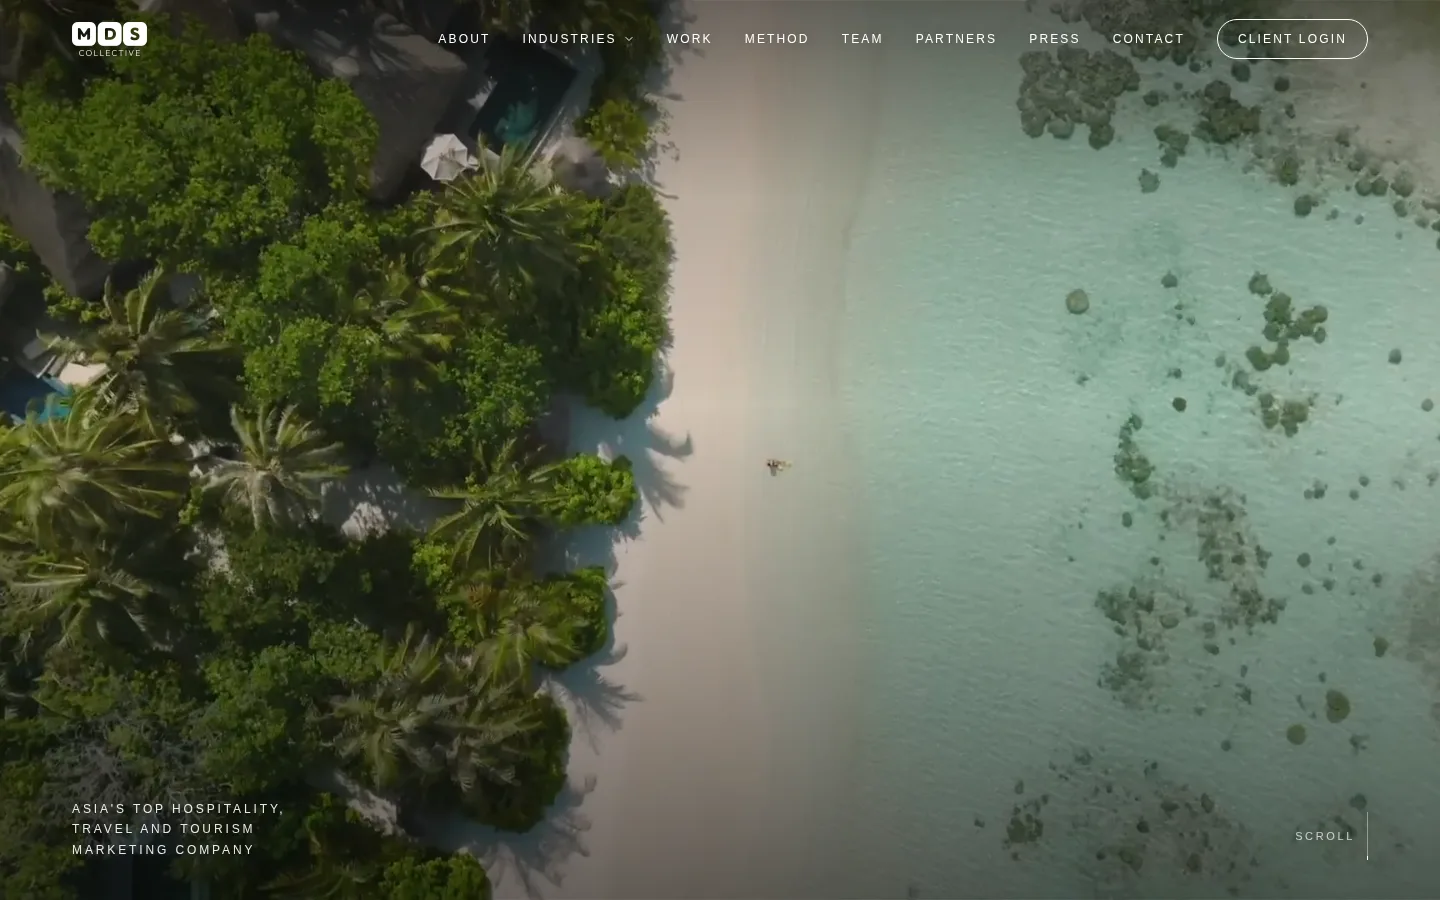 MDS
COLLECTIVE
ABOUT
INDUSTRIES
WORK
METHOD
TEAM
PARTNERS
PRESS
CONTACT
CLIENT LOGIN
ASIA'S TOP HOSPITALITY,
TRAVEL AND TOURISM
MARKETING COMPANY
SCROLL